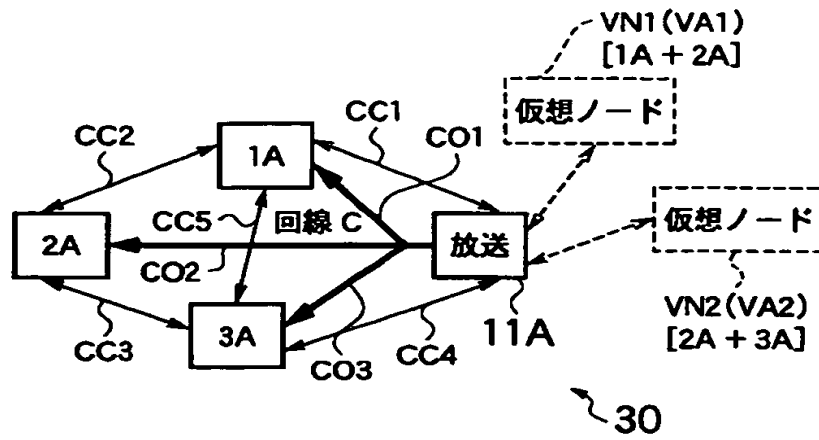 VN1(VA1)
[1A + 2A]
仮想ノード
CC2
CC1
CO1
1A
仮想ノード
CC5
回線 C
2A
放送
CO2
VN2(VA2)
[2A + 3A]
11A
3A
CC3
CO3
CC4
30